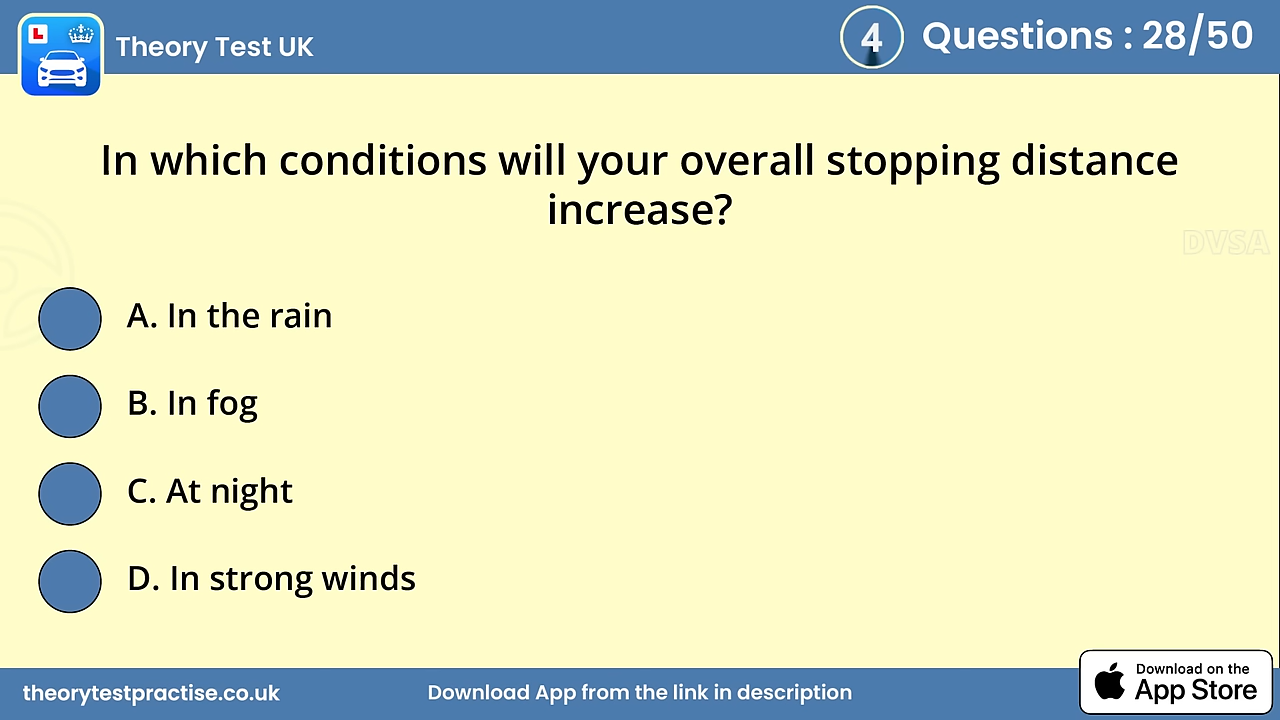 L
Theory Test UK
4
Questions : 28/50
In which conditions will your overall stopping distance
increase?
DVSA
A. In the rain
B. In fog
C. At night
D. In strong winds
theorytestpractise.co.uk
Download App from the link in description
Download on the
App Store